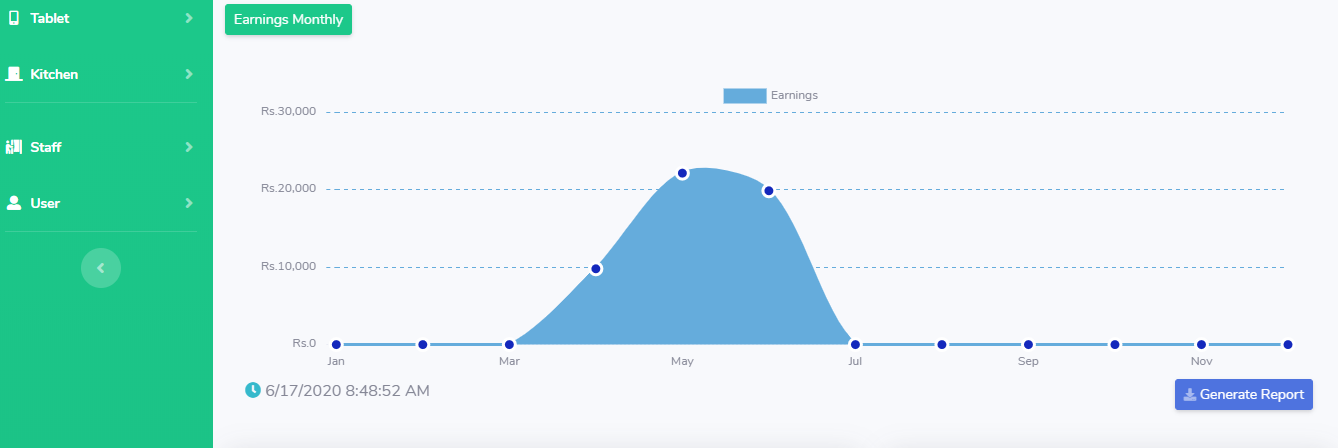 Tablet
Kitchen
Staff
User
Earnings Monthly
Earnings
Rs.30,000
Rs.20,000
Rs.10,000
Rs.0
Jan Mar May Jul Sep Nov
6/17/2020 8:48:52 AM
Generate Report